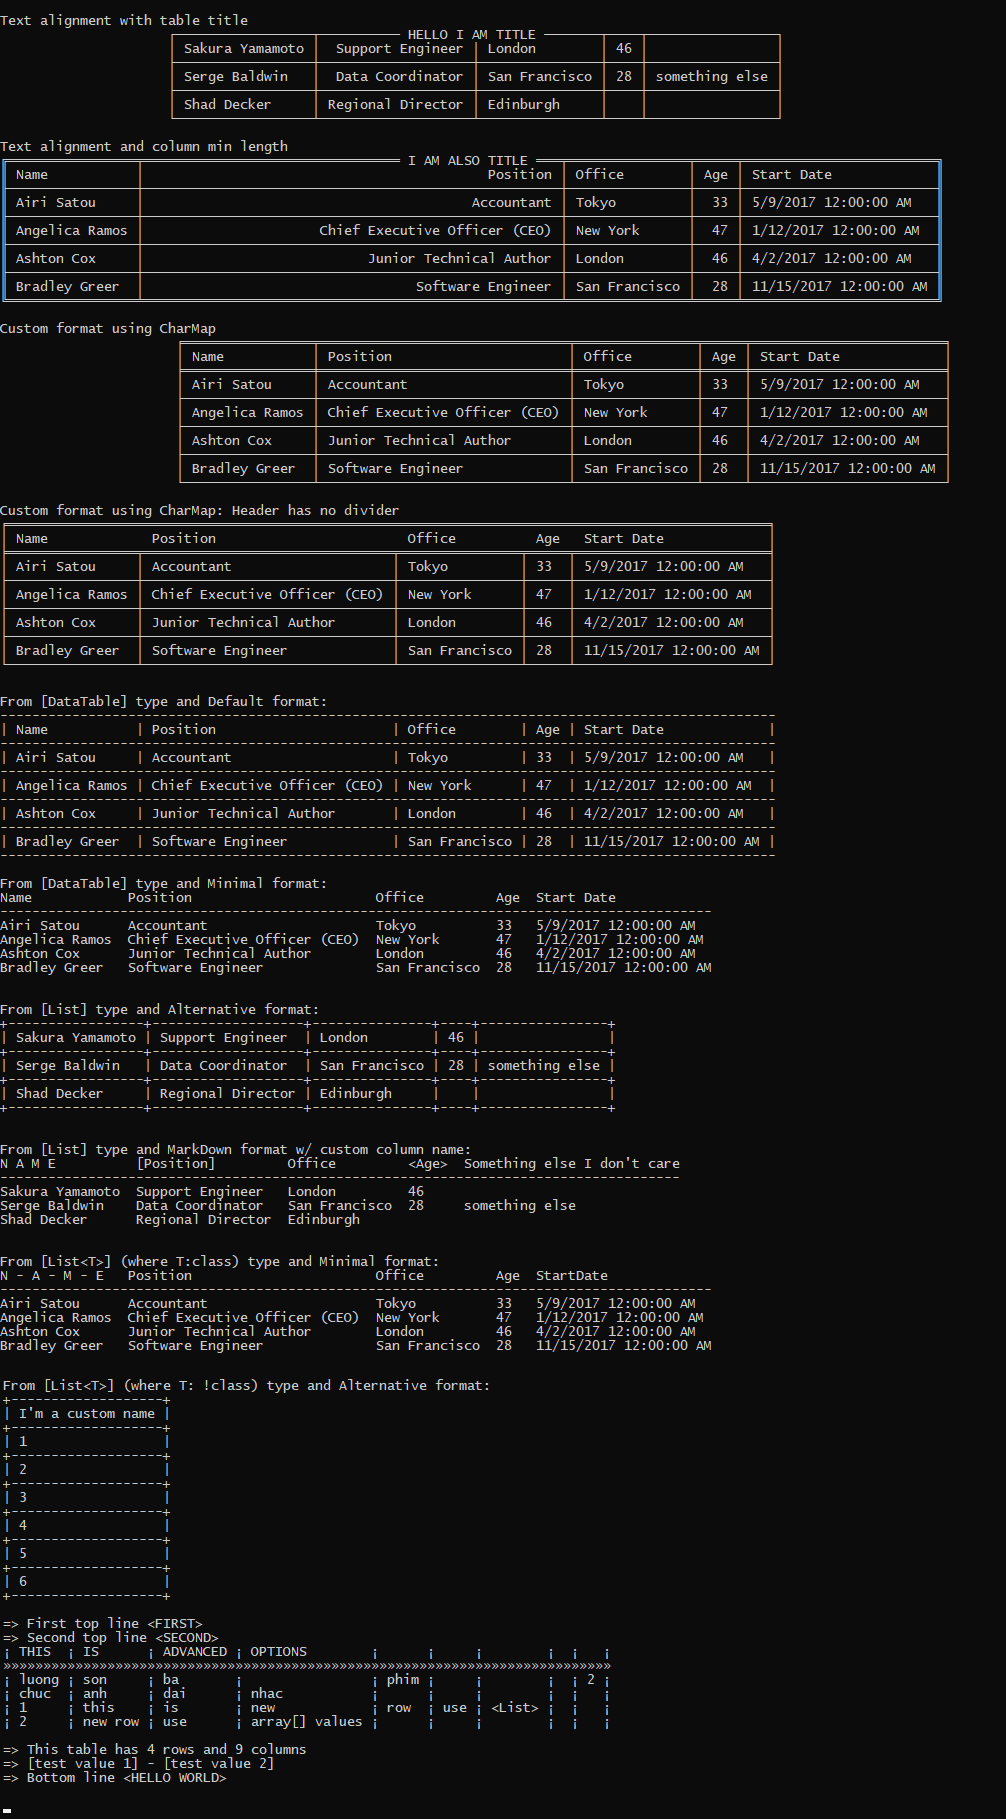 Text alignment with table title
HELLO I AM TITLE
Sakura Yamamoto Support Engineer London 46
Serge Baldwin Data Coordinator San Francisco 28 something else
Shad Decker Regional Director Edinburgh
Text alignment and column min length
I AM ALSO TITLE
Name Position Office Age Start Date
Airi Satou Accountant Tokyo 33 5/9/2017 12:00:00 AM
Angelica Ramos Chief Executive Officer (CEO) New York 47 1/12/2017 12:00:00 AM
Ashton Cox Junior Technical Author London 46 4/2/2017 12:00:00 AM
Bradley Greer Software Engineer San Francisco 28 11/15/2017 12:00:00 AM
Custom format using CharMap
Name Position Office Age Start Date
Airi Satou Accountant Tokyo 33 5/9/2017 12:00:00 AM
Angelica Ramos Chief Executive Officer (CEO) New York 47 1/12/2017 12:00:00 AM
Ashton Cox Junior Technical Author London 46 4/2/2017 12:00:00 AM
Bradley Greer Software Engineer San Francisco 28 11/15/2017 12:00:00 AM
Custom format using CharMap: Header has no divider
Name Position Office Age Start Date
Airi Satou Accountant Tokyo 33 5/9/2017 12:00:00 AM
Angelica Ramos Chief Executive Officer (CEO) New York 47 1/12/2017 12:00:00 AM
Ashton Cox Junior Technical Author London 46 4/2/2017 12:00:00 AM
Bradley Greer Software Engineer San Francisco 28 11/15/2017 12:00:00 AM
From [DataTable] type and Default format:
| Name | Position | Office | Age | Start Date |
| Airi Satou | Accountant | Tokyo | 33 | 5/9/2017 12:00:00 AM |
| Angelica Ramos | Chief Executive Officer (CEO) | New York | 47 | 1/12/2017 12:00:00 AM |
| Ashton Cox | Junior Technical Author | London | 46 | 4/2/2017 12:00:00 AM |
| Bradley Greer | Software Engineer | San Francisco | 28 | 11/15/2017 12:00:00 AM |
From [DataTable] type and Minimal format:
Name Position Office Age Start Date
Airi Satou Accountant Tokyo 33 5/9/2017 12:00:00 AM
Angelica Ramos Chief Executive Officer (CEO) New York 47 1/12/2017 12:00:00 AM
Ashton Cox Junior Technical Author London 46 4/2/2017 12:00:00 AM
Bradley Greer Software Engineer San Francisco 28 11/15/2017 12:00:00 AM
From [List] type and Alternative format:
| Sakura Yamamoto | Support Engineer | London | 46 | |
| Serge Baldwin | Data Coordinator | San Francisco | 28 | something else |
| Shad Decker | Regional Director | Edinburgh | | |
From [List] type and MarkDown format w/ custom column name:
N A M E [Position] Office <Age> Something else I don't care
Sakura Yamamoto Support Engineer London 46
Serge Baldwin Data Coordinator San Francisco 28 something else
Shad Decker Regional Director Edinburgh
From [List<T>] (where T:class) type and Minimal format:
N - A - M - E Position Office Age StartDate
Airi Satou Accountant Tokyo 33 5/9/2017 12:00:00 AM
Angelica Ramos Chief Executive Officer (CEO) New York 47 1/12/2017 12:00:00 AM
Ashton Cox Junior Technical Author London 46 4/2/2017 12:00:00 AM
Bradley Greer Software Engineer San Francisco 28 11/15/2017 12:00:00 AM
From [List<T>] (where T: !class) type and Alternative format:
| I'm a custom name |
| 1 |
| 2 |
| 3 |
| 4 |
| 5 |
| 6 |
=> First top line <FIRST>
=> Second top line <SECOND>
¡ THIS ¡ IS ¡ ADVANCED ¡ OPTIONS ¡ ¡ ¡ ¡ ¡ ¡
»»»»»»»»»»»»»»»»»»»»»»»»»»»»»»»»»»»»»»»»»»»»»»»»»»»»»»»»»»»»»»»»»»»»»»»»»»»»
¡ luong ¡ son ¡ ba ¡ ¡ phim ¡ ¡ ¡ ¡ 2 ¡
¡ chuc ¡ anh ¡ dai ¡ nhac ¡ ¡ ¡ ¡ ¡ ¡
¡ 1 ¡ this ¡ is ¡ new ¡ row ¡ use ¡ <List> ¡ ¡ ¡
¡ 2 ¡ new row ¡ use ¡ array[] values ¡ ¡ ¡ ¡ ¡ ¡
=> This table has 4 rows and 9 columns
=> [test value 1] - [test value 2]
=> Bottom line <HELLO WORLD>